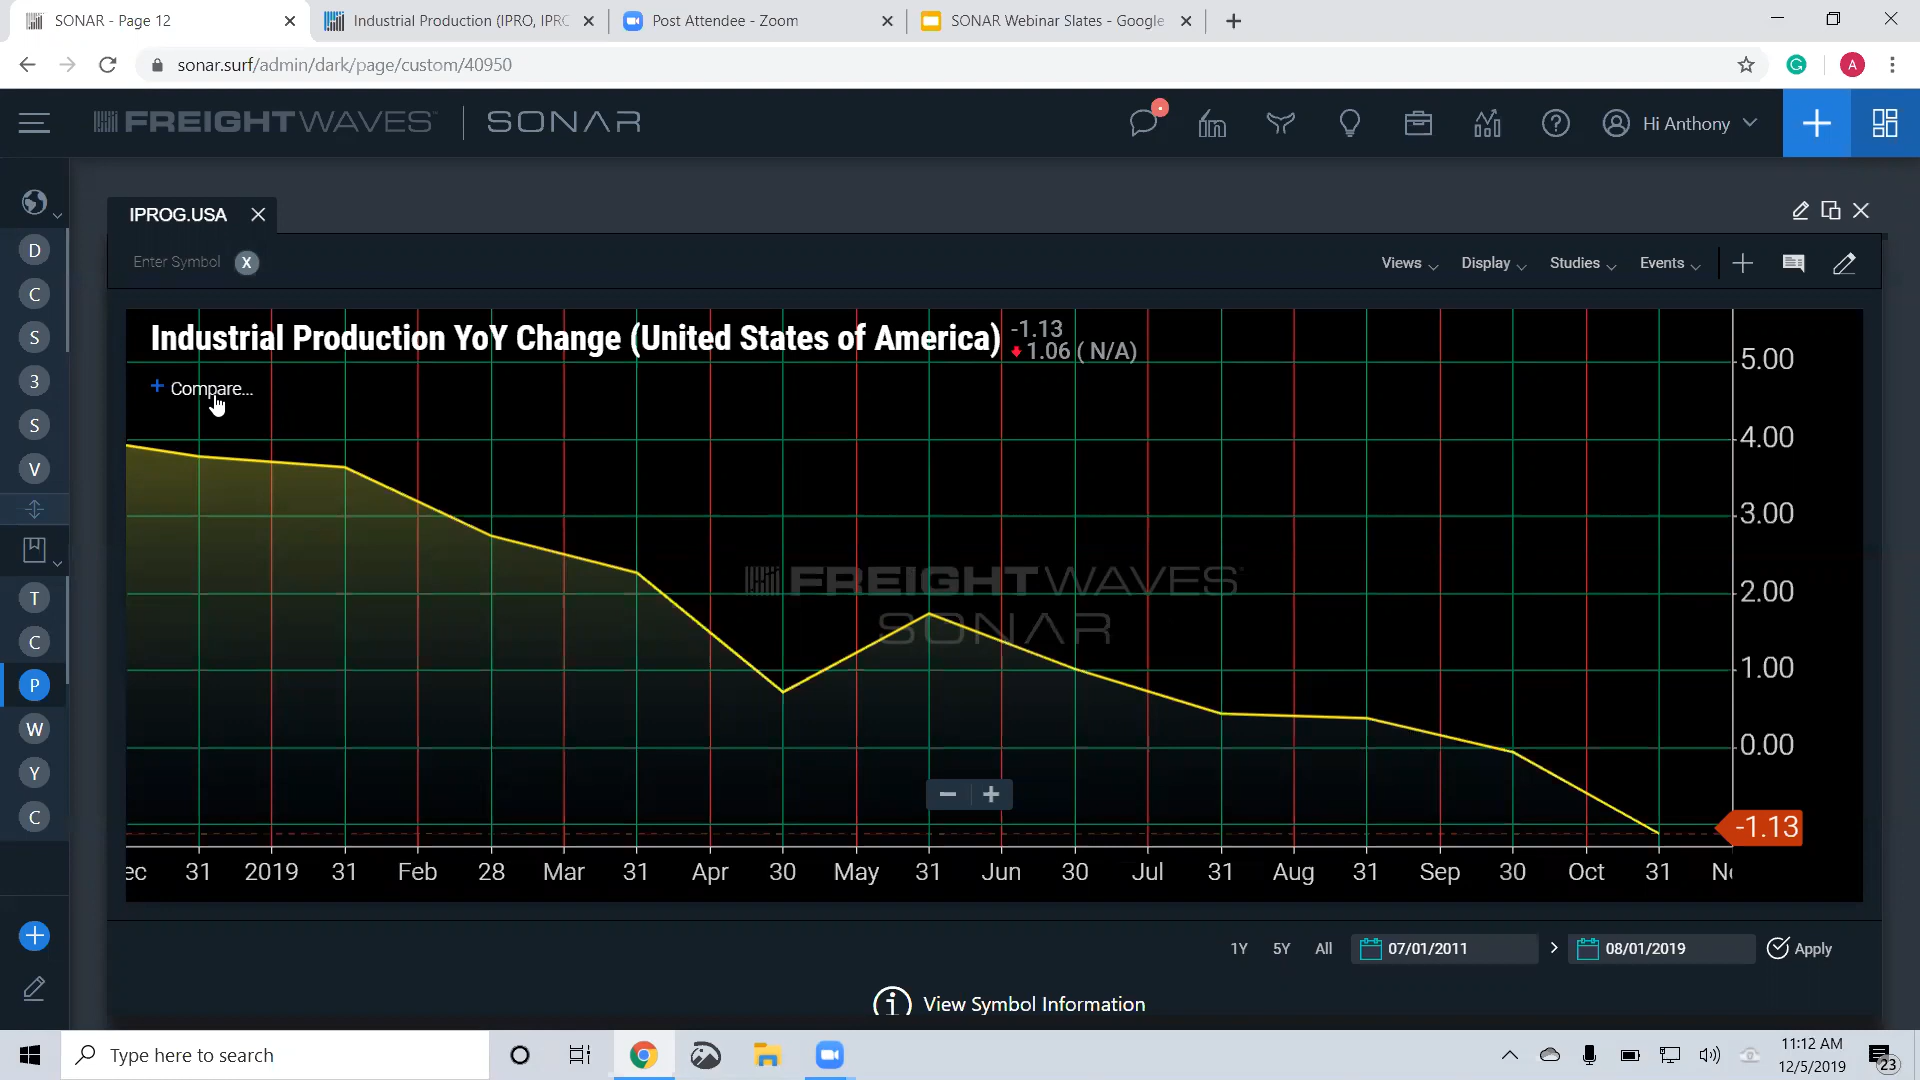 SONAR - Page 12
Industrial Production (IPRO, IPRC
Post Attendee - Zoom
SONAR Webinar Slates - Google
sonar.surf/admin/dark/page/custom/40950
FREIGHTWAVES | SONAR
Hi Anthony
IPROG.USA
Enter Symbol X
Views Display Studies Events
Industrial Production YoY Change (United States of America) -1.13
1.06 ( N/A)
+ Compare...
5.00
4.00
3.00
2.00
1.00
0.00
-1.13
FREIGHTWAVES
SONAR
ec 31 2019 31 Feb 28 Mar 31 Apr 30 May 31 Jun 30 Jul 31 Aug 31 Sep 30 Oct 31 N
D
C
S
3
S
V
T
C
P
W
Y
C
1Y 5Y All 07/01/2011 > 08/01/2019 Apply
View Symbol Information
Type here to search
11:12 AM
12/5/2019
23
A